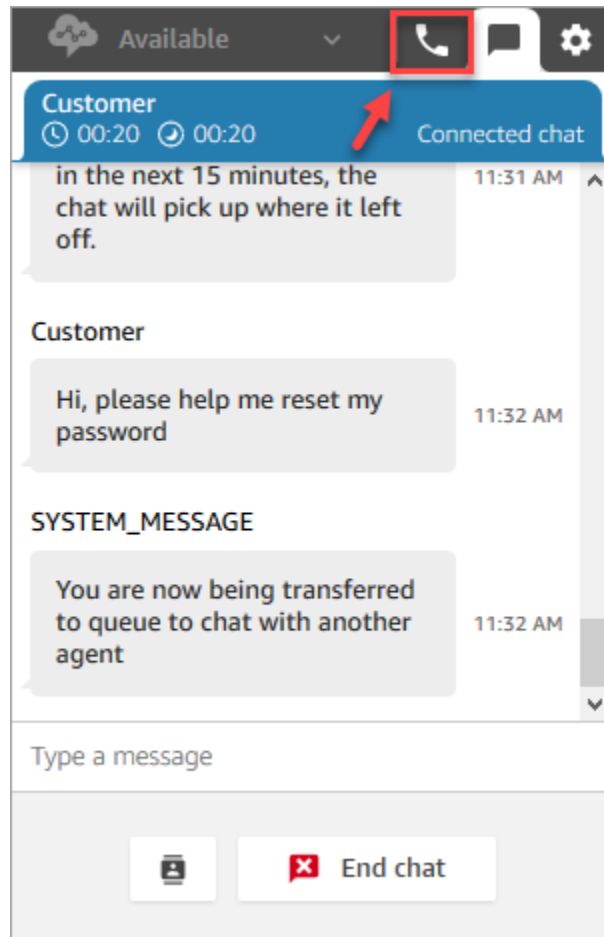 Available
Customer
00:20 00:20 Connected chat
in the next 15 minutes, the
chat will pick up where it left
off.
11:31 AM
Customer
Hi, please help me reset my
password
11:32 AM
SYSTEM_MESSAGE
You are now being transferred
to queue to chat with another
agent
11:32 AM
Type a message
End chat